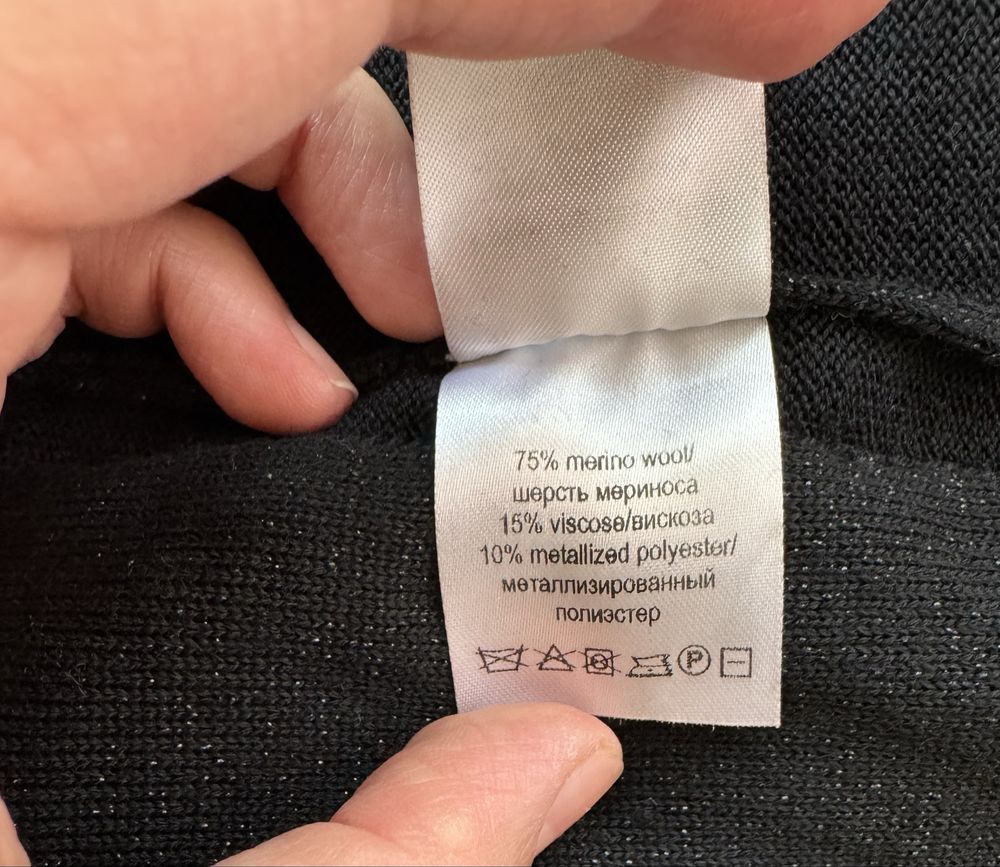 75% merino wool/
шерсть мериноса
15% viscose/вискоза
10% metallized polyester/
металлизированный
полиэстер
P